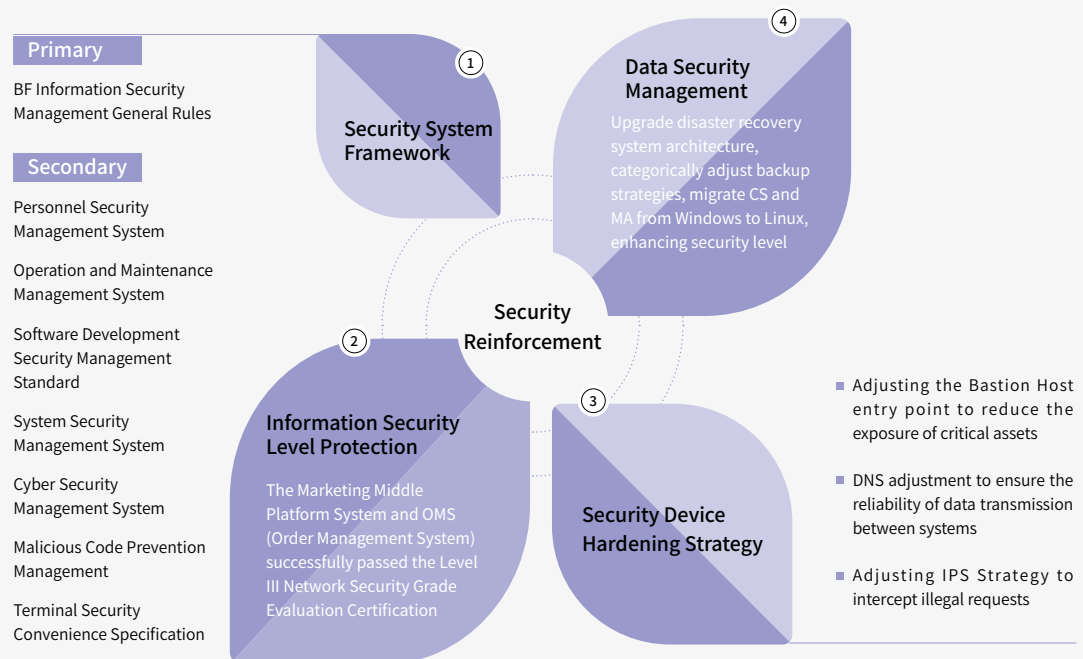 Primary
BF Information Security
Management General Rules
Secondary
Personnel Security
Management System
Operation and Maintenance
Management System
Software Development
Security Management
Standard
System Security
Management System
Cyber Security
Management System
Malicious Code Prevention
Management
Terminal Security
Convenience Specification
1
Security System
Framework
4
Data Security
Management
Upgrade disaster recovery
system architecture,
categorically adjust backup
strategies, migrate CS and
MA from Windows to Linux,
enhancing security level
Security
Reinforcement
2
Information Security
Level Protection
The Marketing Middle
Platform System and OMS
(Order Management System)
successfully passed the Level
III Network Security Grade
Evaluation Certification
3
Security Device
Hardening Strategy
Adjusting the Bastion Host
entry point to reduce the
exposure of critical assets
DNS adjustment to ensure the
reliability of data transmission
between systems
Adjusting IPS Strategy to
intercept illegal requests